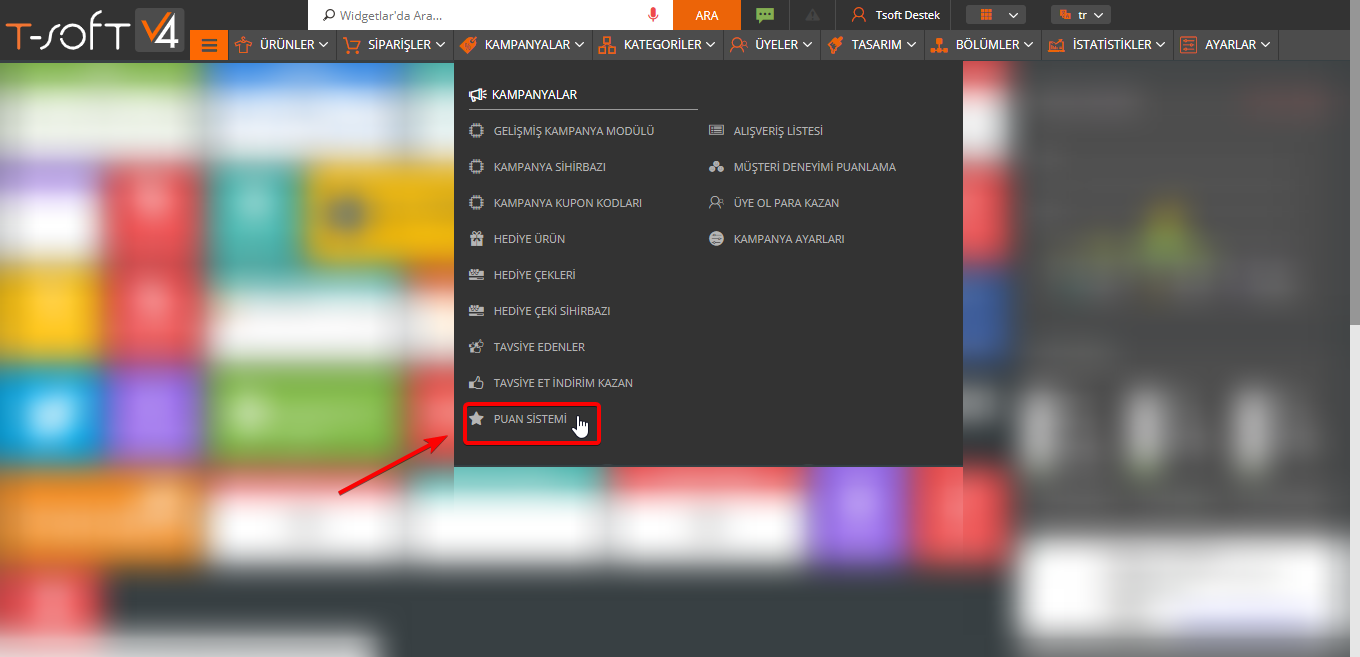 T-SOFT V4
Widgetlar'da Ara...
ARA
Tsoft Destek
tr
ÜRÜNLER
SİPARİŞLER
KAMPANYALAR
KATEGORİLER
ÜYELER
TASARIM
BÖLÜMLER
İSTATİSTİKLER
AYARLAR
KAMPANYALAR
GELİŞMİŞ KAMPANYA MODÜLÜ
KAMPANYA SİHİRBAZI
KAMPANYA KUPON KODLARI
HEDİYE ÜRÜN
HEDİYE ÇEKLERİ
HEDİYE ÇEKİ SİHİRBAZI
TAVSİYE EDENLER
TAVSİYE ET İNDİRİM KAZAN
PUAN SİSTEMİ
ALIŞVERİŞ LİSTESİ
MÜŞTERİ DENEYİMİ PUANLAMA
ÜYE OL PARA KAZAN
KAMPANYA AYARLARI